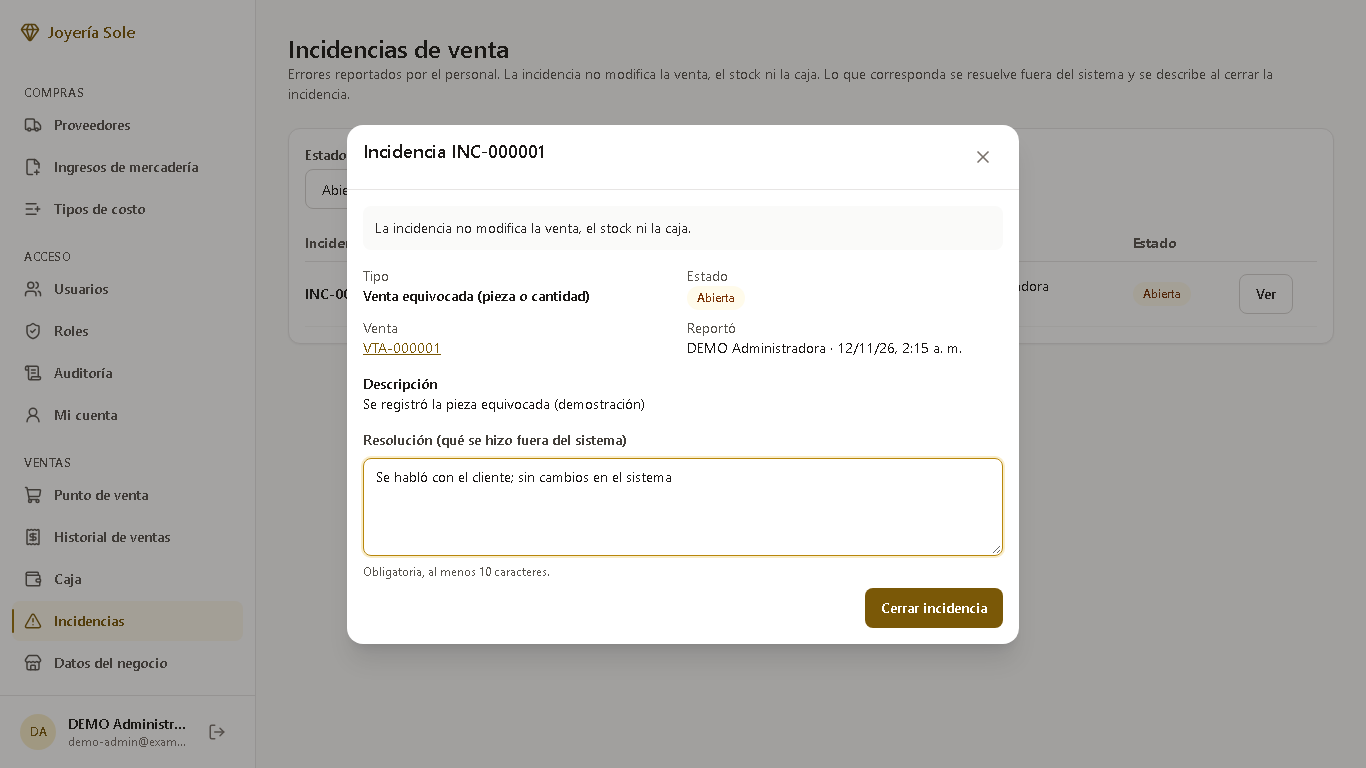 Joyería Sole
COMPRAS
Proveedores
Ingresos de mercadería
Tipos de costo
ACCESO
Usuarios
Roles
Auditoría
Mi cuenta
VENTAS
Punto de venta
Historial de ventas
Caja
Incidencias
Datos del negocio
DA
DEMO Administr...
demo-admin@exam...
Incidencias de venta
Errores reportados por el personal. La incidencia no modifica la venta, el stock ni la caja. Lo que corresponda se resuelve fuera del sistema y se describe al cerrar la
incidencia.
Estado
Abie
Inciden
Estado
INC-00
dora
Abierta
Ver
Incidencia INC-000001
La incidencia no modifica la venta, el stock ni la caja.
Tipo
Venta equivocada (pieza o cantidad)
Estado
Abierta
Venta
VTA-000001
Reportó
DEMO Administradora · 12/11/26, 2:15 a. m.
Descripción
Se registró la pieza equivocada (demostración)
Resolución (qué se hizo fuera del sistema)
Se habló con el cliente; sin cambios en el sistema
Obligatoria, al menos 10 caracteres.
Cerrar incidencia